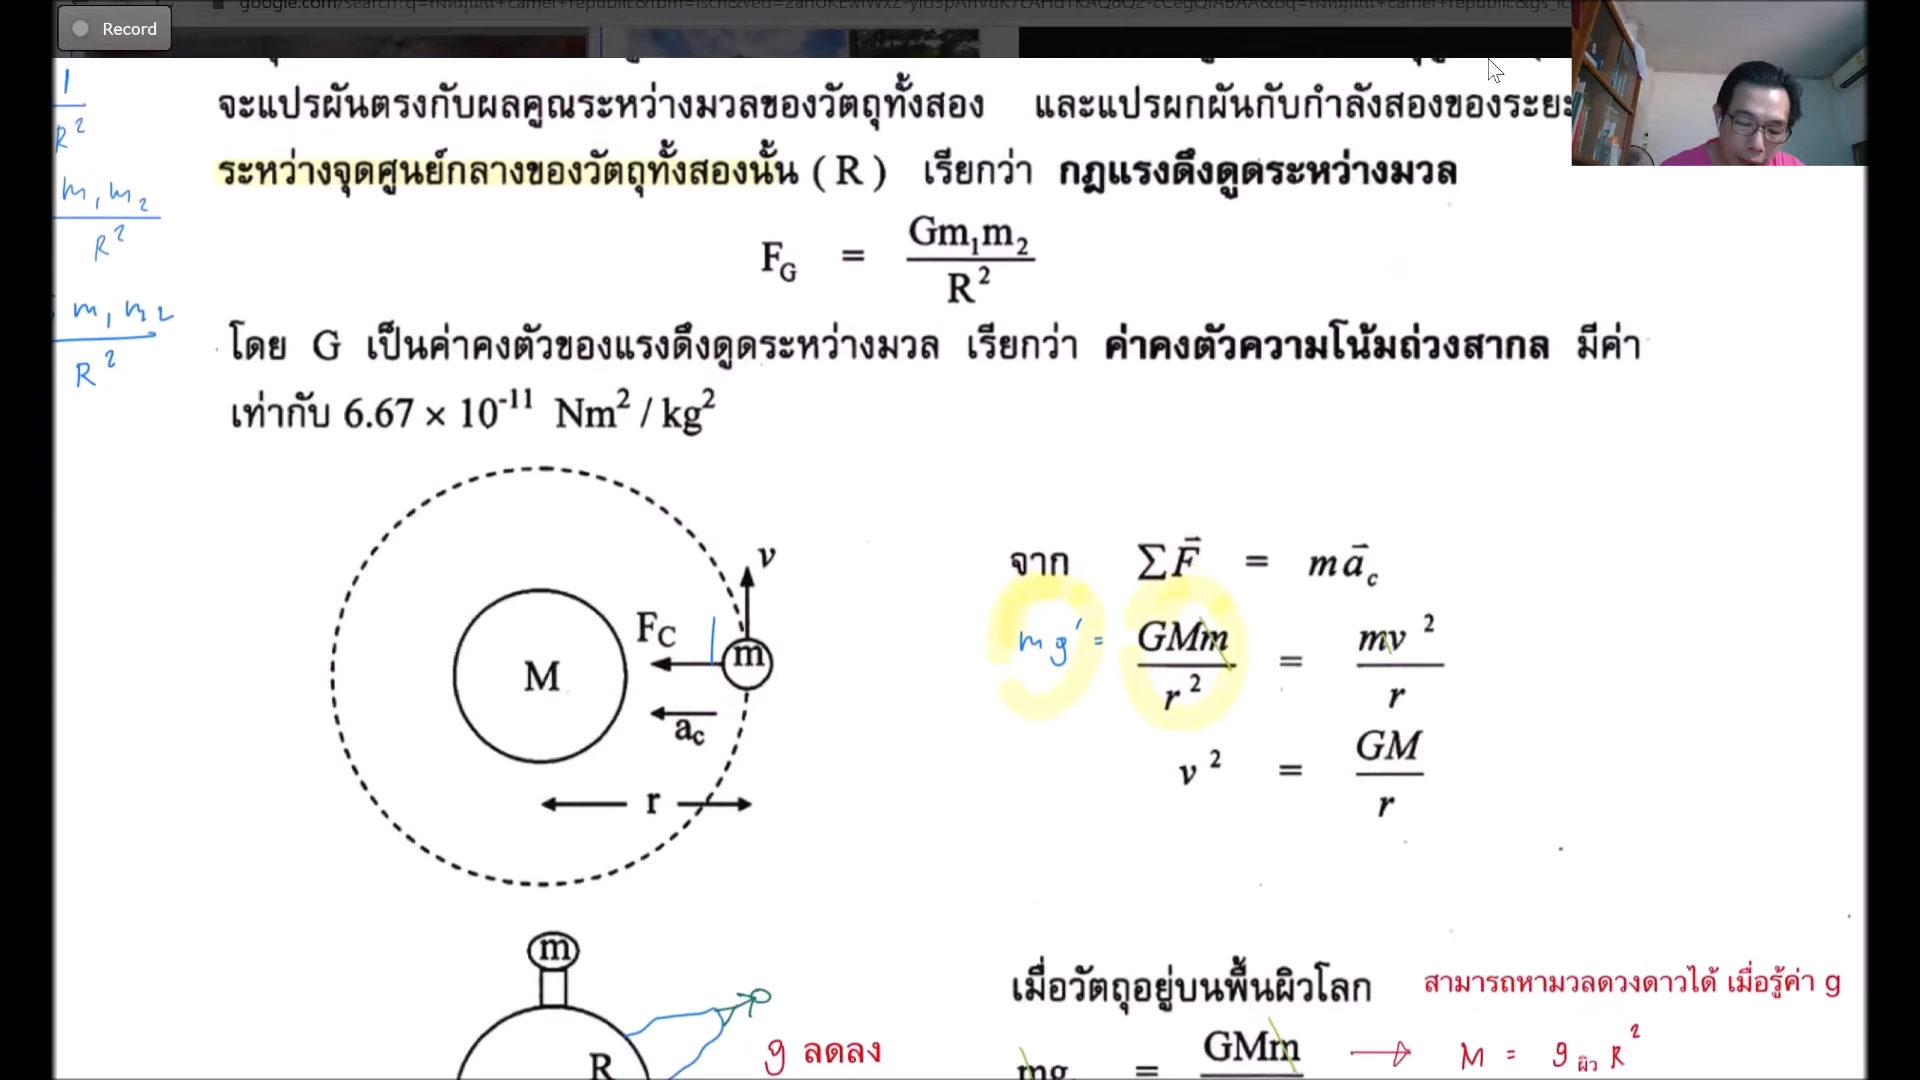 Record
1
R²
m₁m₂
R²
m₁m₂
R²
จะแปรผันตรงกับผลคูณระหว่างมวลของวัตถุทั้งสอง และแปรผกผันกับกำลังสองของระยะ
ระหว่างจุดศูนย์กลางของวัตถุทั้งสองนั้น ( R ) เรียกว่า กฎแรงดึงดูดระหว่างมวล
F_G = Gm₁m₂ / R²
โดย G เป็นค่าคงตัวของแรงดึงดูดระหว่างมวล เรียกว่า ค่าคงตัวความโน้มถ่วงสากล มีค่า
เท่ากับ 6.67 × 10⁻¹¹ Nm² / kg²
v
F_C
m
M
a_c
r
จาก ΣF⃗ = ma⃗_c
mg' = GMm / r² = mv² / r
v² = GM / r
m
R
g ลดลง
เมื่อวัตถุอยู่บนพื้นผิวโลก
สามารถหามวลดวงดาวได้ เมื่อรู้ค่า g
mg = GMm → M = g ผิว R²